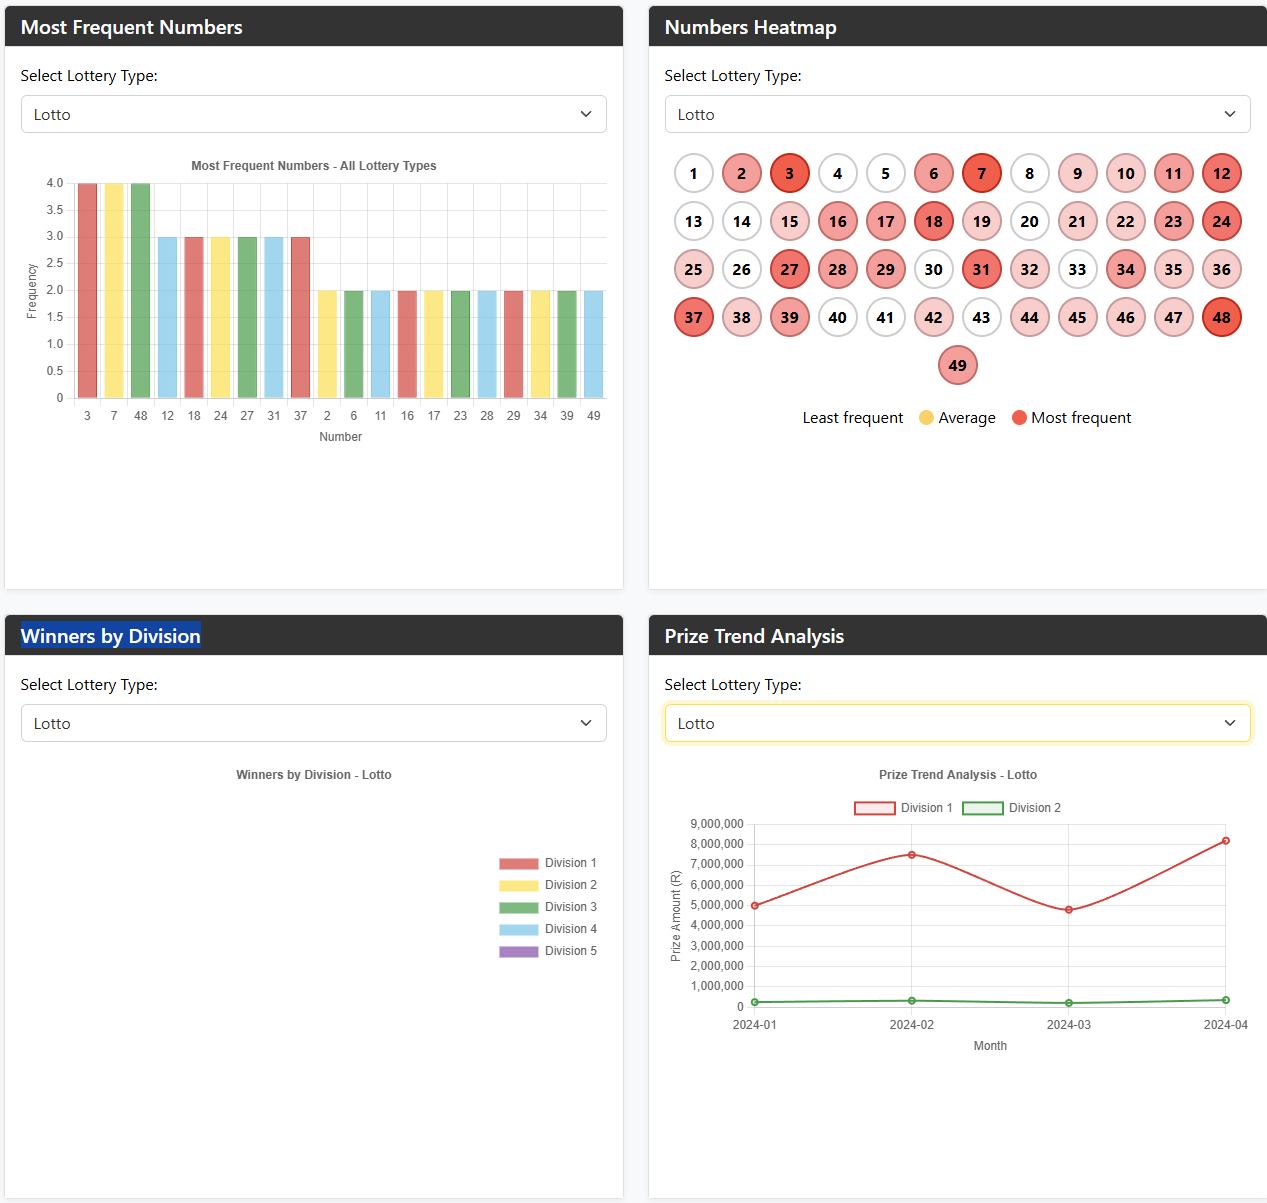 Most Frequent Numbers
Select Lottery Type:
Lotto
Most Frequent Numbers - All Lottery Types
4.0
3.5
3.0
2.5
2.0
1.5
1.0
0.5
0
Frequency
3 7 48 12 18 24 27 31 37 2 6 11 16 17 23 28 29 34 39 49
Number
Numbers Heatmap
Select Lottery Type:
Lotto
1 2 3 4 5 6 7 8 9 10 11 12
13 14 15 16 17 18 19 20 21 22 23 24
25 26 27 28 29 30 31 32 33 34 35 36
37 38 39 40 41 42 43 44 45 46 47 48
49
Least frequent Average Most frequent
Winners by Division
Select Lottery Type:
Lotto
Winners by Division - Lotto
Division 1
Division 2
Division 3
Division 4
Division 5
Prize Trend Analysis
Select Lottery Type:
Lotto
Prize Trend Analysis - Lotto
Division 1 Division 2
9,000,000
8,000,000
7,000,000
6,000,000
5,000,000
4,000,000
3,000,000
2,000,000
1,000,000
0
Prize Amount (R)
2024-01 2024-02 2024-03 2024-04
Month